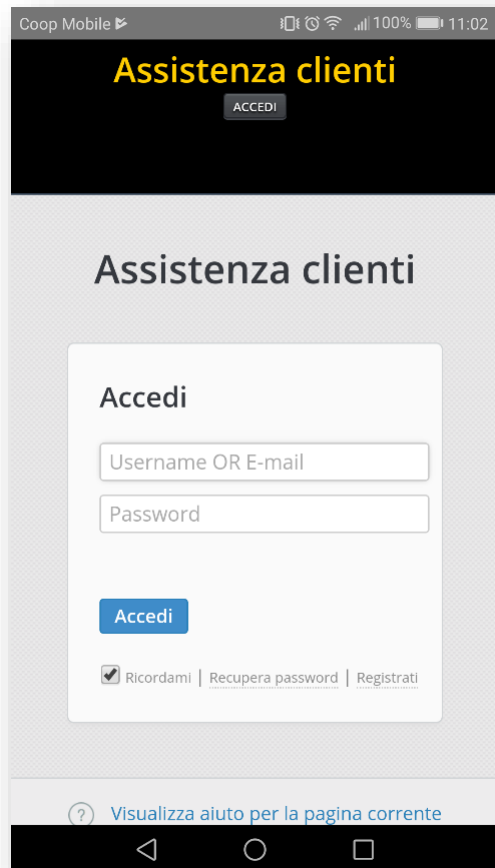 Coop Mobile 100% 11:02
Assistenza clienti
ACCEDI
Assistenza clienti
Accedi
Username OR E-mail
Password
Accedi
Ricordami | Recupera password | Registrati
? Visualizza aiuto per la pagina corrente